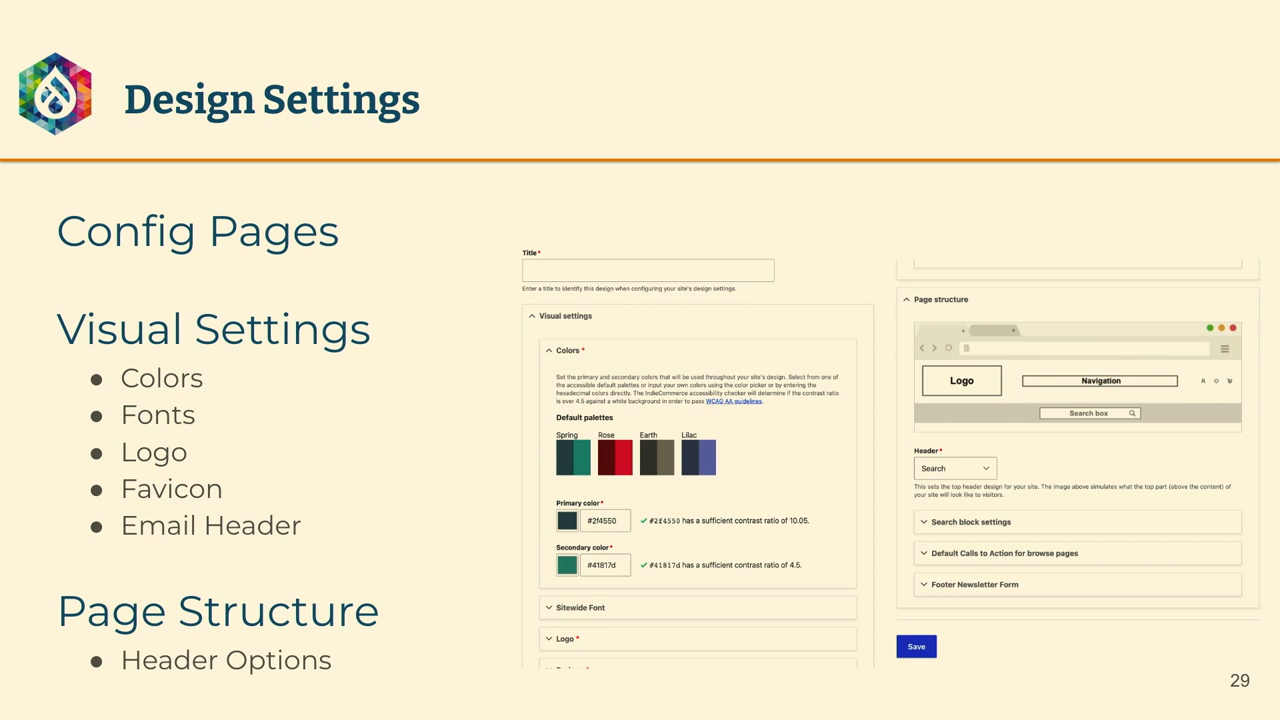 Design Settings
Config Pages
Visual Settings
● Colors
● Fonts
● Logo
● Favicon
● Email Header
Page Structure
● Header Options
Title*
Enter a title to identify this design when configuring your site's design settings.
Visual settings
Colors *
Set the primary and secondary colors that will be used throughout your site's design. Select from one of
the accessible default palettes or input your own colors using the color picker or by entering the
hexadecimal colors directly. The IndieCommerce accessibility checker will determine if the contrast ratio
is over 4.5 against a white background in order to pass WCAG AA guidelines.
Default palettes
Spring Rose Earth Lilac
Primary color*
#2f4550
#2f4550 has a sufficient contrast ratio of 10.05.
Secondary color*
#41817d
#41817d has a sufficient contrast ratio of 4.5.
Sitewide Font
Logo *
Page structure
Logo
Navigation
Search box
Header*
Search
This sets the top header design for your site. The image above simulates what the top part (above the content) of
your site will look like to visitors.
Search block settings
Default Calls to Action for browse pages
Footer Newsletter Form
Save
29